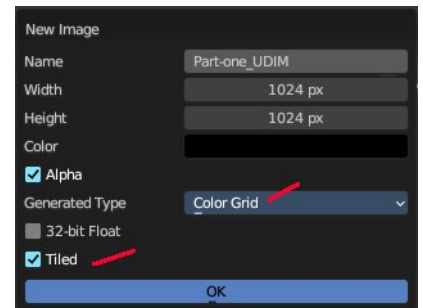 New Image
Name Part-one_UDIM
Width 1024 px
Height 1024 px
Color
Alpha
Generated Type Color Grid
32-bit Float
Tiled
OK